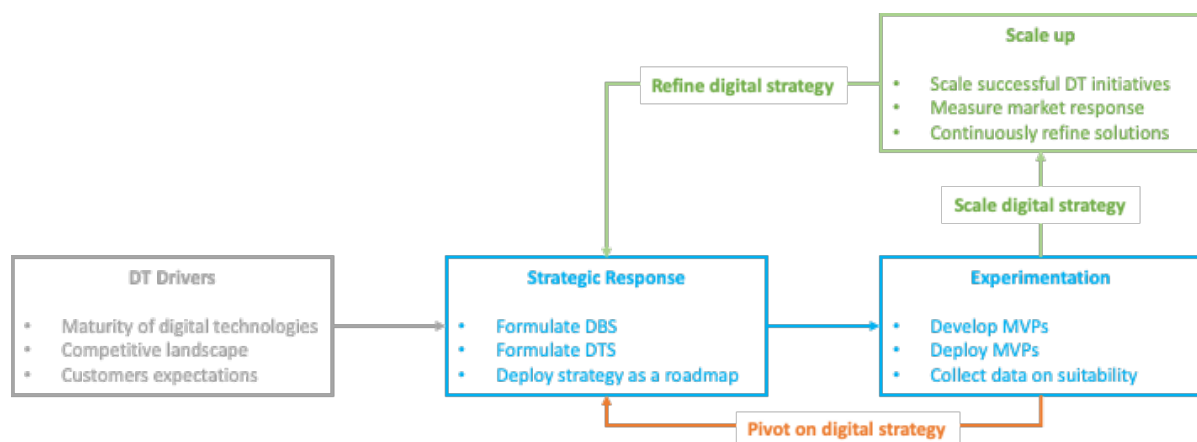 Scale up
• Scale successful DT initiatives
• Measure market response
• Continuously refine solutions
Refine digital strategy
Scale digital strategy
DT Drivers
• Maturity of digital technologies
• Competitive landscape
• Customers expectations
Strategic Response
• Formulate DBS
• Formulate DTS
• Deploy strategy as a roadmap
Experimentation
• Develop MVPs
• Deploy MVPs
• Collect data on suitability
Pivot on digital strategy